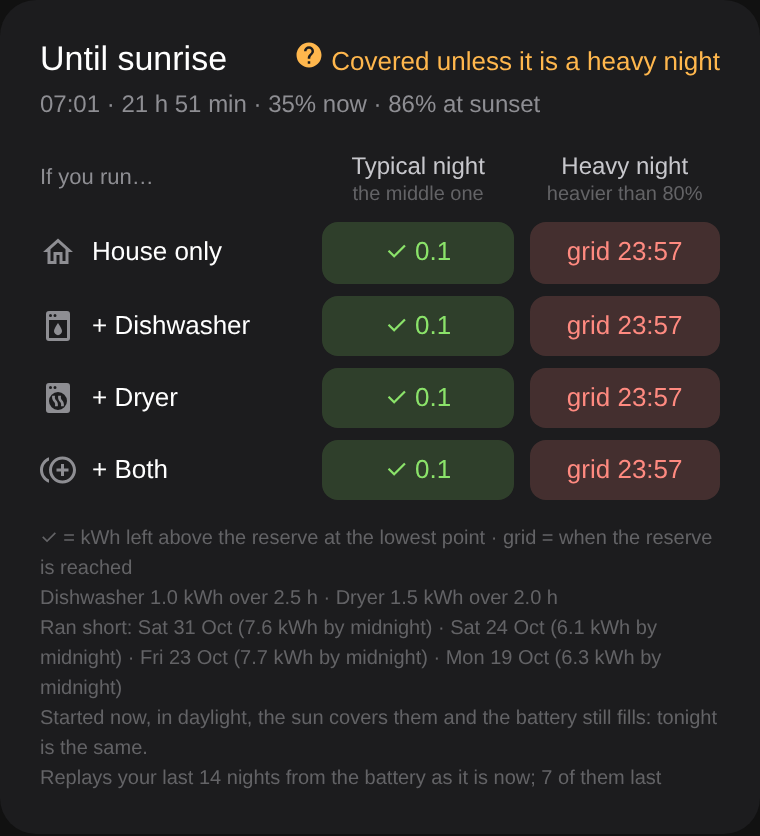 Until sunrise
Covered unless it is a heavy night
07:01 · 21 h 51 min · 35% now · 86% at sunset
If you run…
Typical night
the middle one
Heavy night
heavier than 80%
House only
✓ 0.1
grid 23:57
+ Dishwasher
✓ 0.1
grid 23:57
+ Dryer
✓ 0.1
grid 23:57
+ Both
✓ 0.1
grid 23:57
✓ = kWh left above the reserve at the lowest point · grid = when the reserve
is reached
Dishwasher 1.0 kWh over 2.5 h · Dryer 1.5 kWh over 2.0 h
Ran short: Sat 31 Oct (7.6 kWh by midnight) · Sat 24 Oct (6.1 kWh by
midnight) · Fri 23 Oct (7.7 kWh by midnight) · Mon 19 Oct (6.3 kWh by
midnight)
Started now, in daylight, the sun covers them and the battery still fills: tonight
is the same.
Replays your last 14 nights from the battery as it is now; 7 of them last